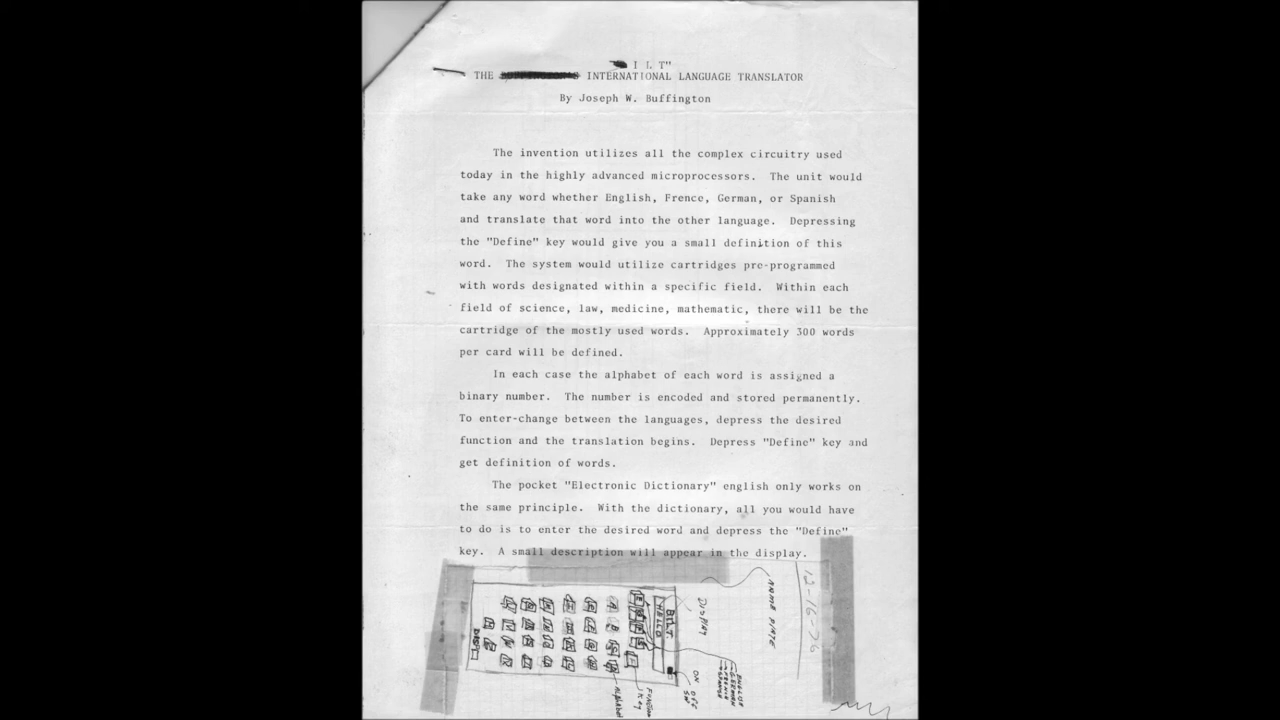 I L T"
THE INTERNATIONAL LANGUAGE TRANSLATOR
By Joseph W. Buffington
The invention utilizes all the complex circuitry used
today in the highly advanced microprocessors. The unit would
take any word whether English, Frence, German, or Spanish
and translate that word into the other language. Depressing
the "Define" key would give you a small definition of this
word. The system would utilize cartridges pre-programmed
with words designated within a specific field. Within each
field of science, law, medicine, mathematic, there will be the
cartridge of the mostly used words. Approximately 300 words
per card will be defined.
In each case the alphabet of each word is assigned a
binary number. The number is encoded and stored permanently.
To enter-change between the languages, depress the desired
function and the translation begins. Depress "Define" key and
get definition of words.
The pocket "Electronic Dictionary" english only works on
the same principle. With the dictionary, all you would have
to do is to enter the desired word and depress the "Define"
key. A small description will appear in the display.
12-16-76
NAME PLATE
DISPLAY
BILT
HELLO
ON OFF
SW
ENGLISH
GERMAN
Function
Key
Alphabet